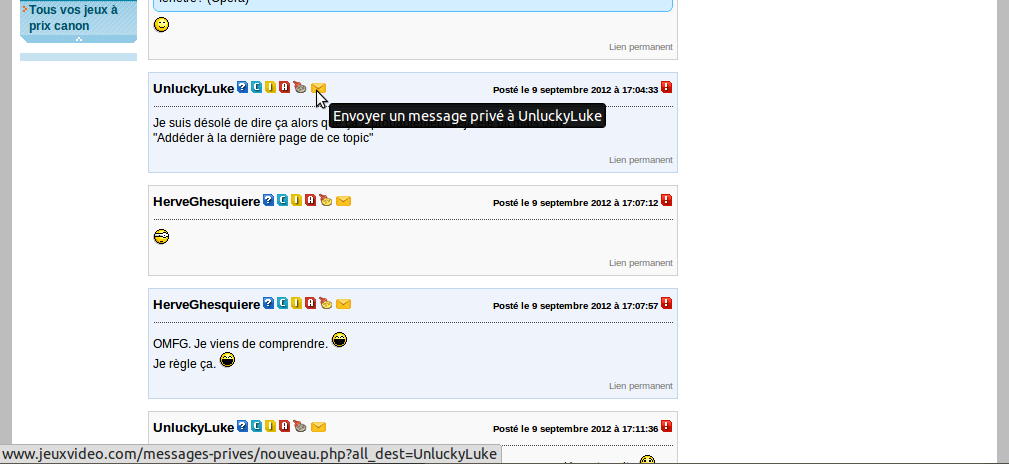 Tous vos jeux à
prix canon
fenêtre? (Opera)
Lien permanent
UnluckyLuke ? C J A Posté le 9 septembre 2012 à 17:04:33 !
Envoyer un message privé à UnluckyLuke
Je suis désolé de dire ça alors
"Addéder à la dernière page de ce topic"
Lien permanent
HerveGhesquiere ? C J A Posté le 9 septembre 2012 à 17:07:12 !
Lien permanent
HerveGhesquiere ? C J A Posté le 9 septembre 2012 à 17:07:57 !
OMFG. Je viens de comprendre.
Je règle ça.
Lien permanent
UnluckyLuke ? C J A Posté le 9 septembre 2012 à 17:11:36 !
www.jeuxvideo.com/messages-prives/nouveau.php?all_dest=UnluckyLuke